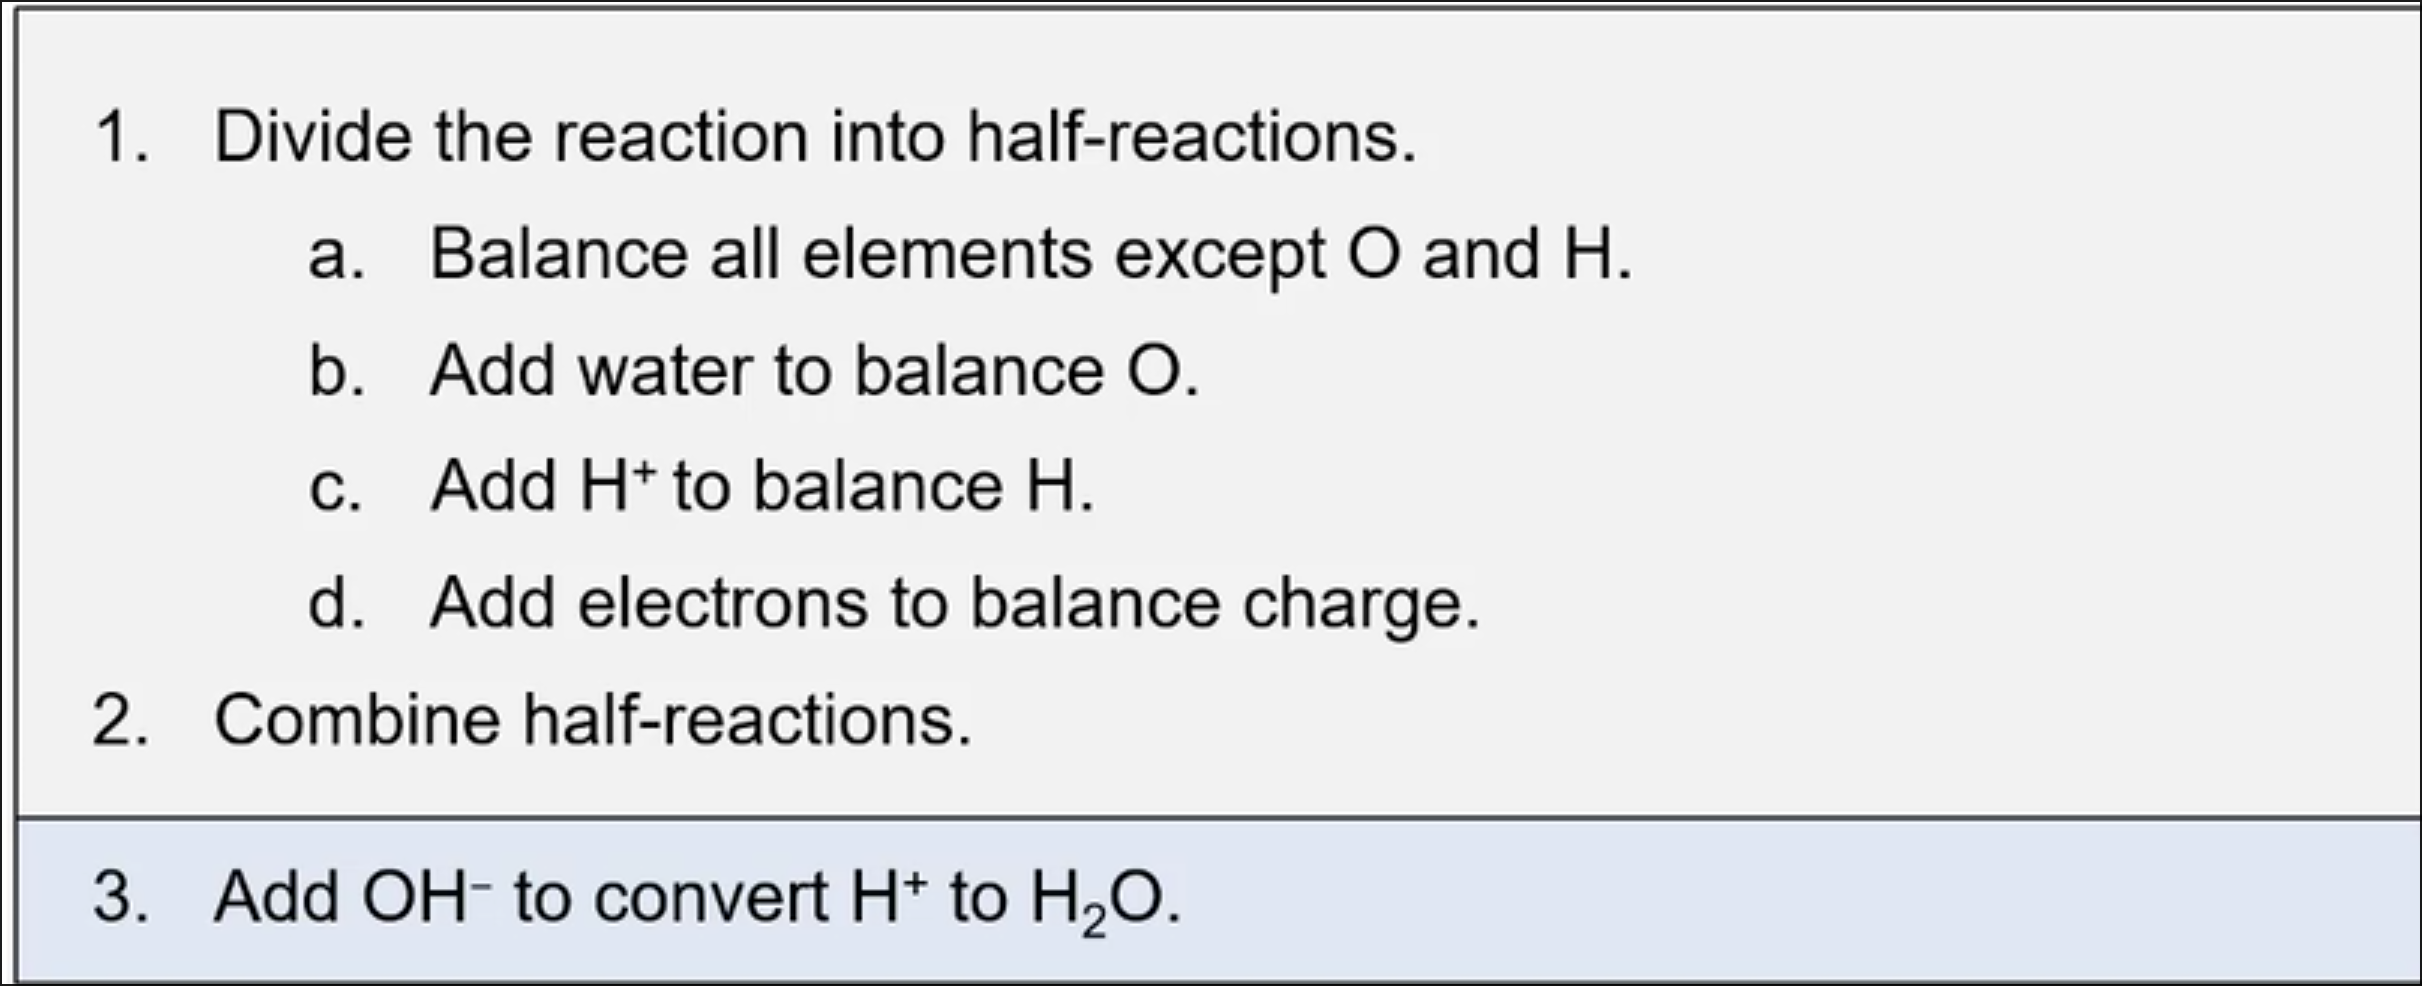 1. Divide the reaction into half-reactions.
a. Balance all elements except O and H.
b. Add water to balance O.
c. Add H⁺ to balance H.
d. Add electrons to balance charge.
2. Combine half-reactions.
3. Add OH⁻ to convert H⁺ to H₂O.